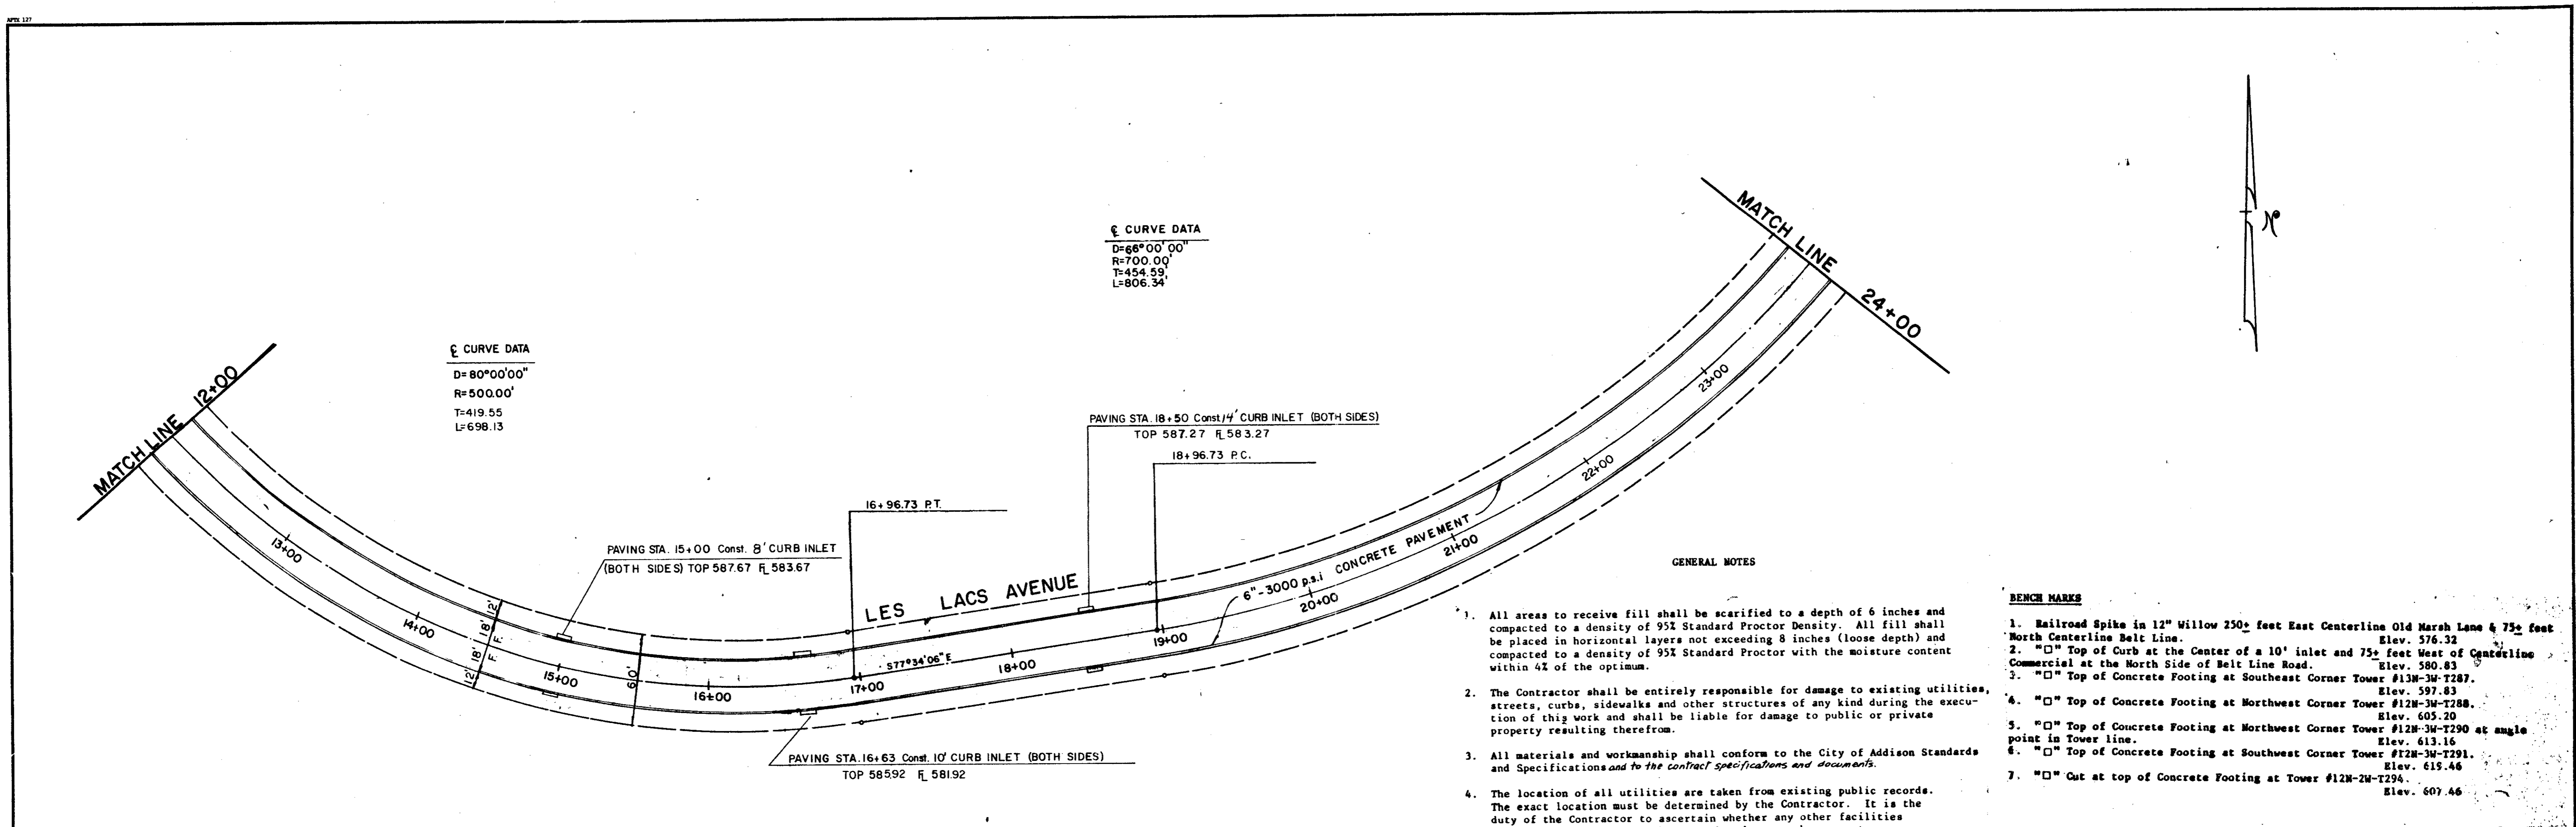 APTX 127
℄ CURVE DATA
D=66°00'00"
R=700.00'
T=454.59'
L=806.34'
℄ CURVE DATA
D=80°00'00"
R=500.00'
T=419.55
L=698.13
MATCH LINE 12+00
MATCH LINE 24+00
N
PAVING STA. 18+50 Const. 14' CURB INLET (BOTH SIDES)
TOP 587.27 FL 583.27
18+96.73 P.C.
16+96.73 P.T.
PAVING STA. 15+00 Const. 8' CURB INLET
(BOTH SIDES) TOP 587.67 FL 583.67
LES LACS AVENUE
6"-3000 p.s.i CONCRETE PAVEMENT
S77°34'06"E
13+00
14+00
15+00
16+00
17+00
18+00
19+00
20+00
21+00
22+00
23+00
12'
18'
F.
18'
F.
12'
60'
PAVING STA. 16+63 Const. 10' CURB INLET (BOTH SIDES)
TOP 585.92 FL 581.92
GENERAL NOTES
1. All areas to receive fill shall be scarified to a depth of 6 inches and
compacted to a density of 95% Standard Proctor Density. All fill shall
be placed in horizontal layers not exceeding 8 inches (loose depth) and
compacted to a density of 95% Standard Proctor with the moisture content
within 4% of the optimum.
2. The Contractor shall be entirely responsible for damage to existing utilities,
streets, curbs, sidewalks and other structures of any kind during the execu-
tion of this work and shall be liable for damage to public or private
property resulting therefrom.
3. All materials and workmanship shall conform to the City of Addison Standards
and Specifications and to the contract specifications and documents.
4. The location of all utilities are taken from existing public records.
The exact location must be determined by the Contractor. It is the
duty of the Contractor to ascertain whether any other facilities
BENCH MARKS
1. Railroad Spike in 12" Willow 250± feet East Centerline Old Marsh Lane & 75± feet
North Centerline Belt Line. Elev. 576.32
2. "□" Top of Curb at the Center of a 10' inlet and 75± feet West of Centerline
Commercial at the North Side of Belt Line Road. Elev. 580.83
3. "□" Top of Concrete Footing at Southeast Corner Tower #13N-3W-T287.
Elev. 597.83
4. "□" Top of Concrete Footing at Northwest Corner Tower #12N-3W-T288.
Elev. 605.20
5. "□" Top of Concrete Footing at Northwest Corner Tower #12N-3W-T290 at angle
point in Tower line. Elev. 613.16
6. "□" Top of Concrete Footing at Southwest Corner Tower #12N-3W-T291.
Elev. 615.46
7. "□" Cut at top of Concrete Footing at Tower #12N-2W-T294.
Elev. 607.46